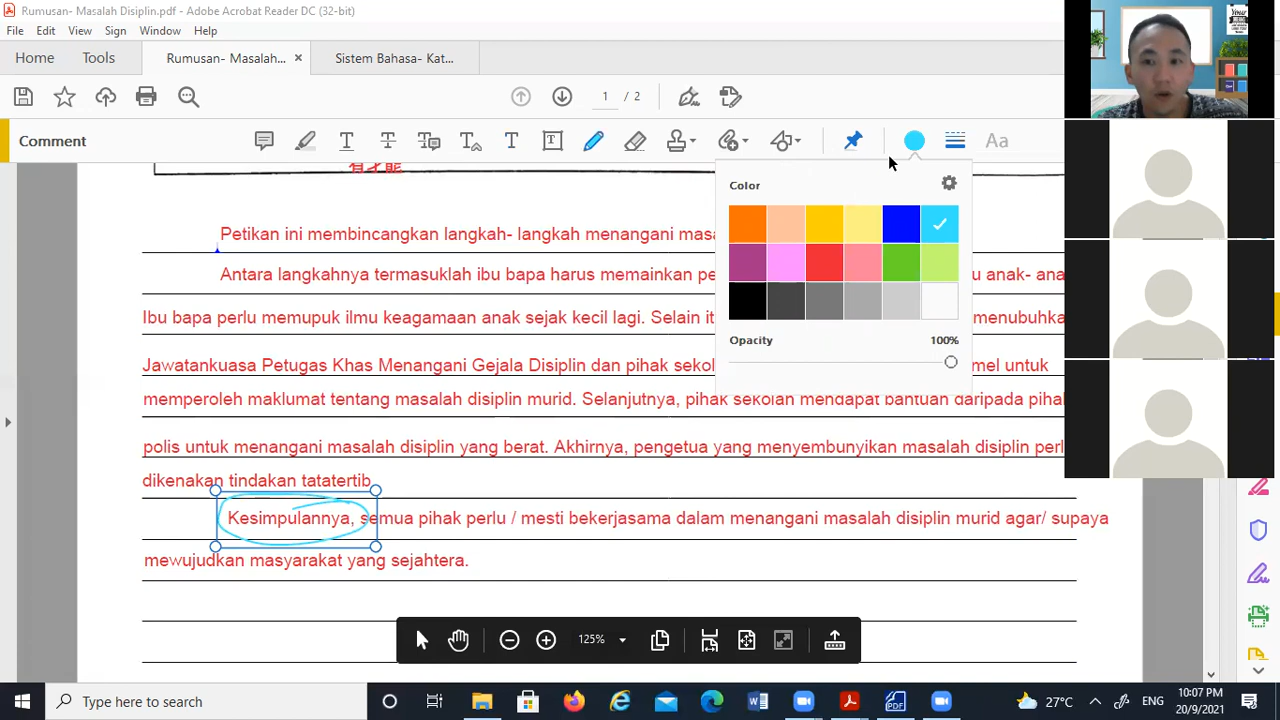 Rumusan- Masalah Disiplin.pdf - Adobe Acrobat Reader DC (32-bit)
File Edit View Sign Window Help
Home Tools Rumusan- Masalah... × Sistem Bahasa- Kat...
1 / 2
Comment
Aa
有才能
Color
Opacity 100%
Petikan ini membincangkan langkah- langkah menangani masa
Antara langkahnya termasuklah ibu bapa harus memainkan pe u anak- ana
Ibu bapa perlu memupuk ilmu keagamaan anak sejak kecil lagi. Selain it menubuhka
Jawatankuasa Petugas Khas Menangani Gejala Disiplin dan pihak sekol mel untuk
memperoleh maklumat tentang masalah disiplin murid. Selanjutnya, pihak sekolah mendapat bantuan daripada pihak
polis untuk menangani masalah disiplin yang berat. Akhirnya, pengetua yang menyembunyikan masalah disiplin perl
dikenakan tindakan tatatertib.
Kesimpulannya, semua pihak perlu / mesti bekerjasama dalam menangani masalah disiplin murid agar/ supaya
mewujudkan masyarakat yang sejahtera.
125%
Type here to search
27°C ENG 10:07 PM
20/9/2021